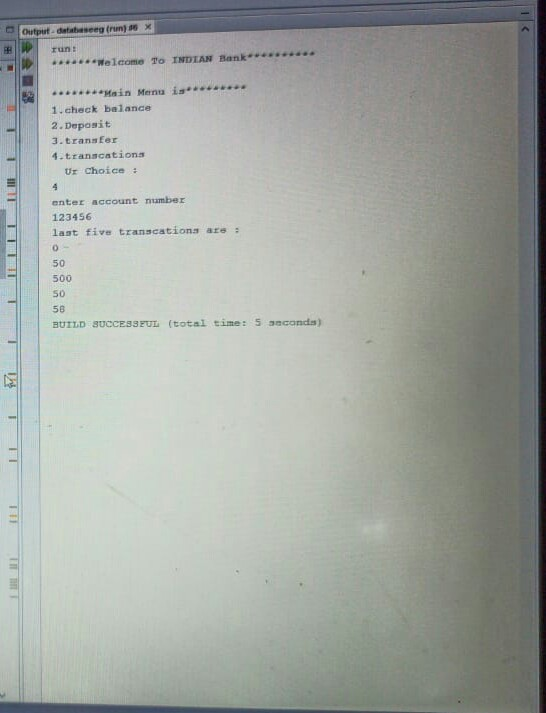 Output - databaseeg (run) #6 ×
run:
*******Welcome To INDIAN Bank**********
********Main Menu is*********
1.check balance
2.Deposit
3.transfer
4.transcations
Ur Choice :
4
enter account number
123456
last five transcations are :
0
50
500
50
58
BUILD SUCCESSFUL (total time: 5 seconds)